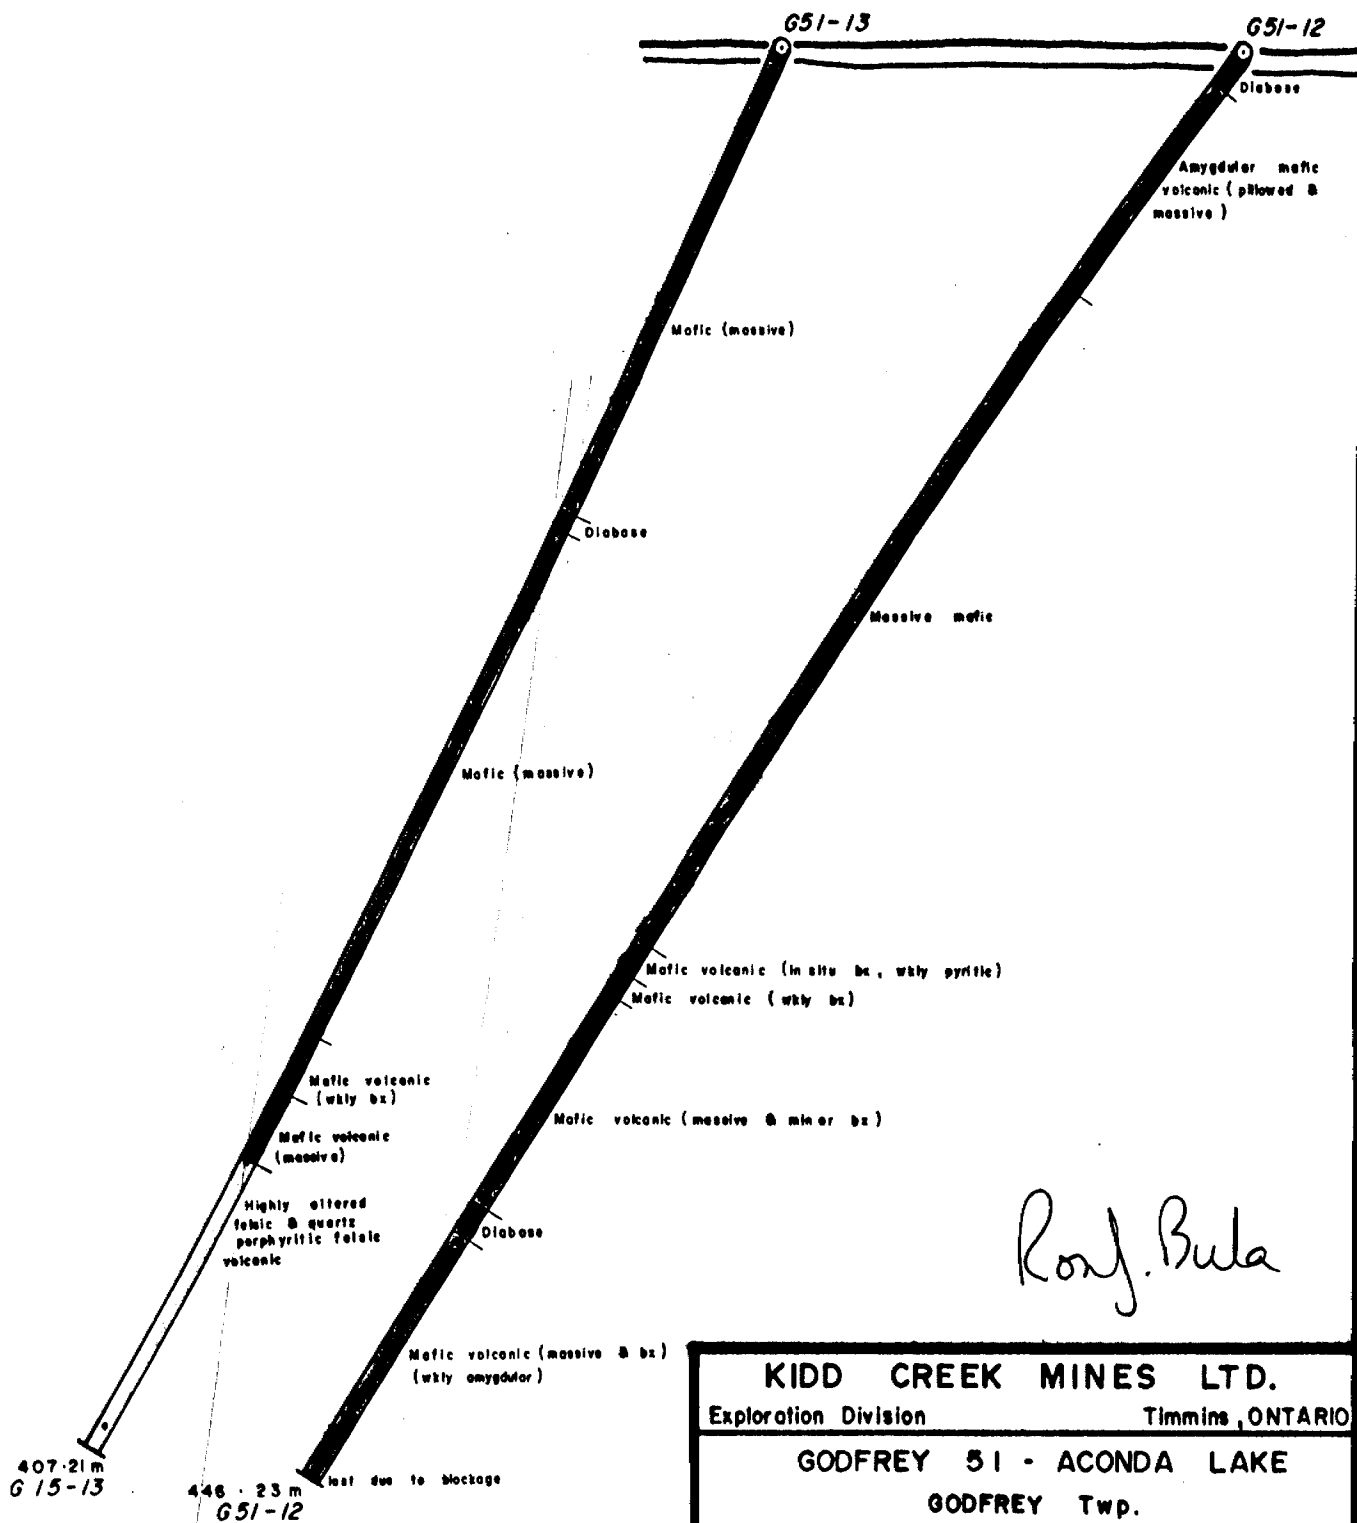 G51-13
G51-12
Diabase
Amygdular mafic
volcanic (pillowed &
massive)
Mafic (massive)
Diabase
Massive mafic
Mafic (massive)
Mafic volcanic (in situ bx, wkly pyritic)
Mafic volcanic (wkly bx)
Mafic volcanic
(wkly bx)
Mafic volcanic (massive & minor bx)
Mafic volcanic
(massive)
Highly altered
felsic & quartz
porphyritic felsic
volcanic
Diabase
Ron J. Bula
Mafic volcanic (massive & bx)
(wkly amygdular)
KIDD CREEK MINES LTD.
Exploration Division Timmins, ONTARIO
407.21 m
G 15-13
446.23 m
G51-12
lost due to blockage
GODFREY 51 - ACONDA LAKE
GODFREY Twp.